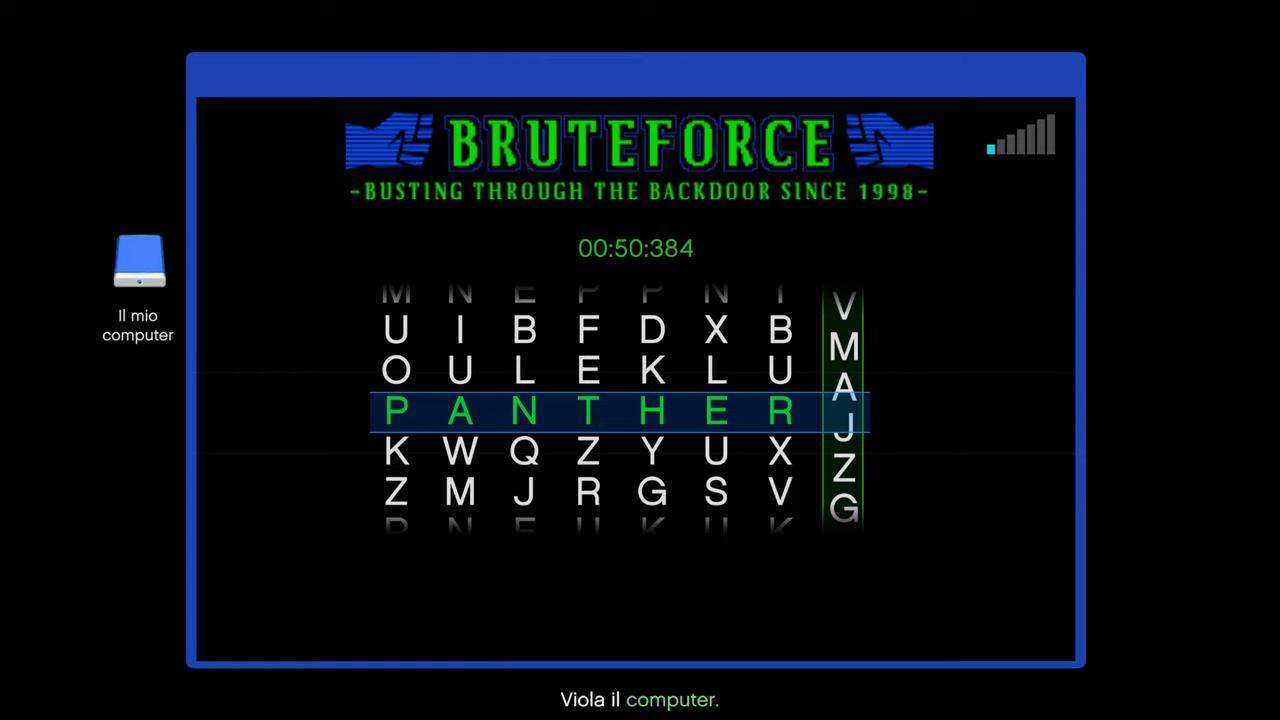 BRUTEFORCE
-BUSTING THROUGH THE BACKDOOR SINCE 1998-
00:50:384
M N E P P N I V
U I B F D X B M
O U L E K L U A
P A N T H E R J
K W Q Z Y U X Z
Z M J R G S V G
Il mio
computer
Viola il computer.